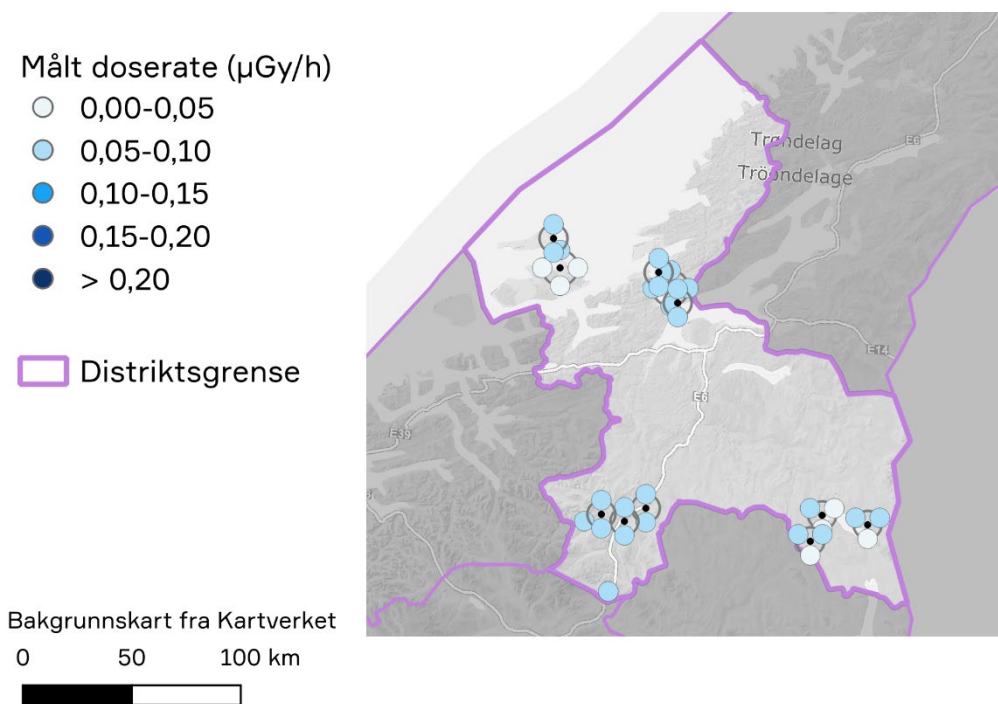 Målt doserate (µGy/h)
0,00-0,05
0,05-0,10
0,10-0,15
0,15-0,20
> 0,20
Distriktsgrense
Bakgrunnskart fra Kartverket
0 50 100 km
Trøndelag
Tröondelage
E6
E14
E6
E39